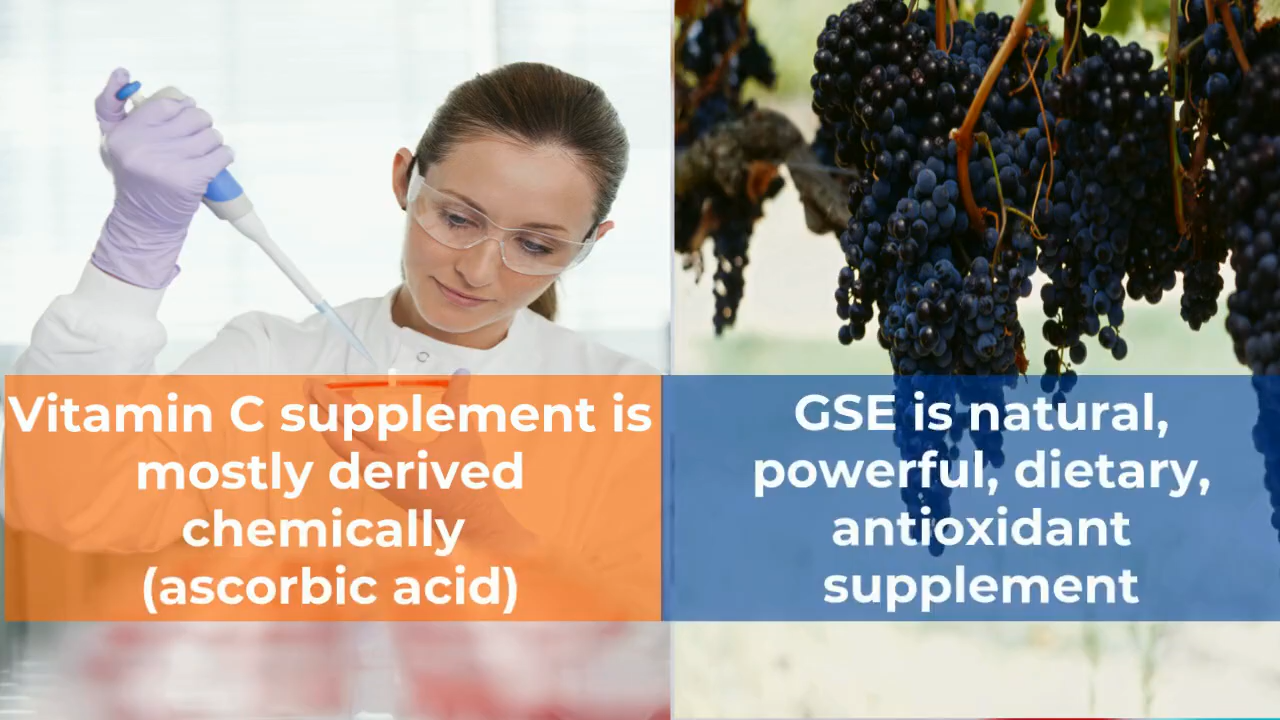 Vitamin C supplement is
mostly derived
chemically
(ascorbic acid)
GSE is natural,
powerful, dietary,
antioxidant
supplement